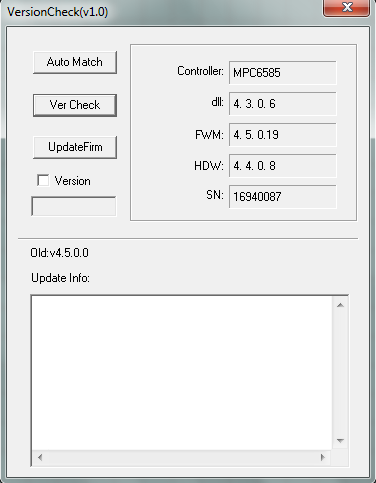 VersionCheck(v1.0)
Auto Match
Ver Check
UpdateFirm
Version
Controller: MPC6585
dll: 4. 3. 0. 6
FWM: 4. 5. 0.19
HDW: 4. 4. 0. 8
SN: 16940087
Old:v4.5.0.0
Update Info: